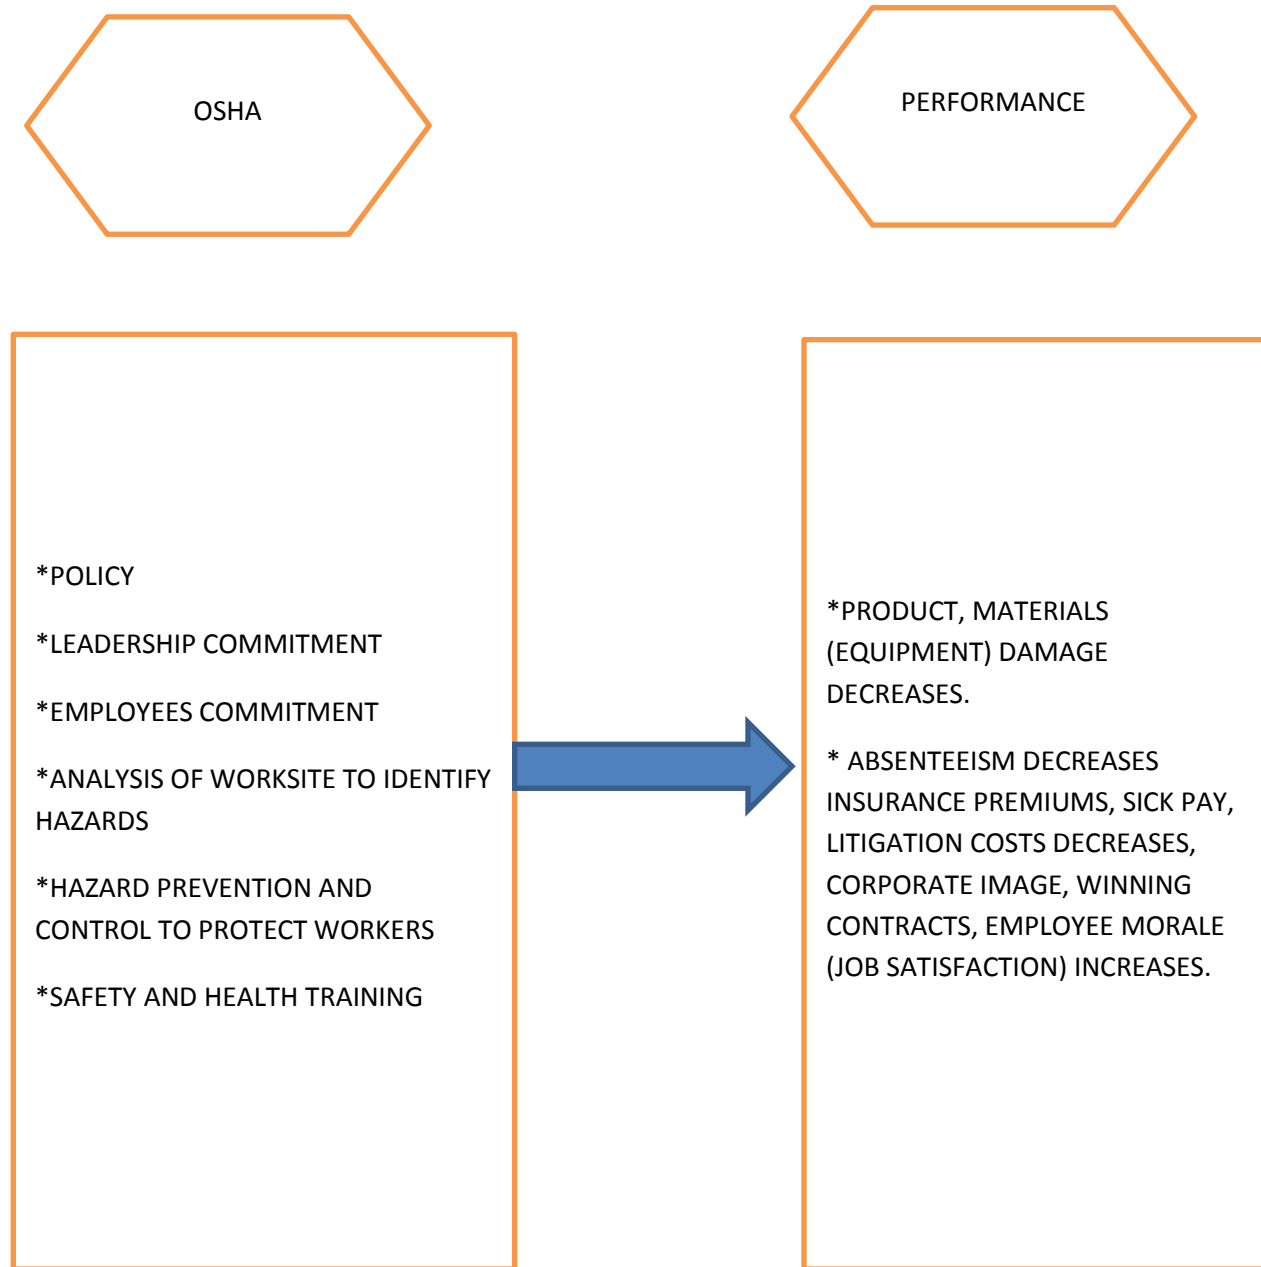 OSHA
PERFORMANCE
*POLICY
*LEADERSHIP COMMITMENT
*EMPLOYEES COMMITMENT
*ANALYSIS OF WORKSITE TO IDENTIFY
HAZARDS
*HAZARD PREVENTION AND
CONTROL TO PROTECT WORKERS
*SAFETY AND HEALTH TRAINING
*PRODUCT, MATERIALS
(EQUIPMENT) DAMAGE
DECREASES.
* ABSENTEEISM DECREASES
INSURANCE PREMIUMS, SICK PAY,
LITIGATION COSTS DECREASES,
CORPORATE IMAGE, WINNING
CONTRACTS, EMPLOYEE MORALE
(JOB SATISFACTION) INCREASES.